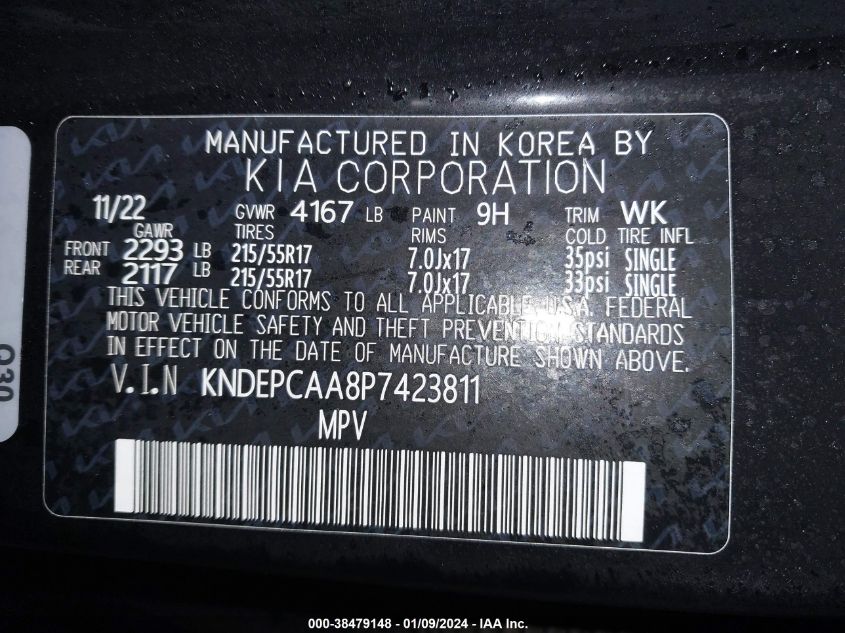 MANUFACTURED IN KOREA BY
KIA CORPORATION
11/22 GVWR 4167 LB PAINT 9H TRIM WK
GAWR TIRES RIMS COLD TIRE INFL
FRONT 2293 LB 215/55R17 7.0Jx17 35psi SINGLE
REAR 2117 LB 215/55R17 7.0Jx17 33psi SINGLE
THIS VEHICLE CONFORMS TO ALL APPLICABLE U.S.A. FEDERAL
MOTOR VEHICLE SAFETY AND THEFT PREVENTION STANDARDS
IN EFFECT ON THE DATE OF MANUFACTURE SHOWN ABOVE.
V.I.N KNDEPCAA8P7423811
MPV
Q30
000-38479148 - 01/09/2024 - IAA Inc.